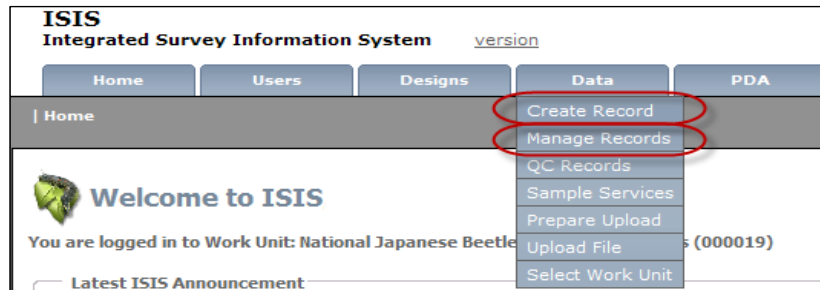 ISIS
Integrated Survey Information System version
Home Users Designs Data PDA
| Home
Create Record
Manage Records
QC Records
Sample Services
Prepare Upload
Upload File
Select Work Unit
Welcome to ISIS
You are logged in to Work Unit: National Japanese Beetle (000019)
Latest ISIS Announcement